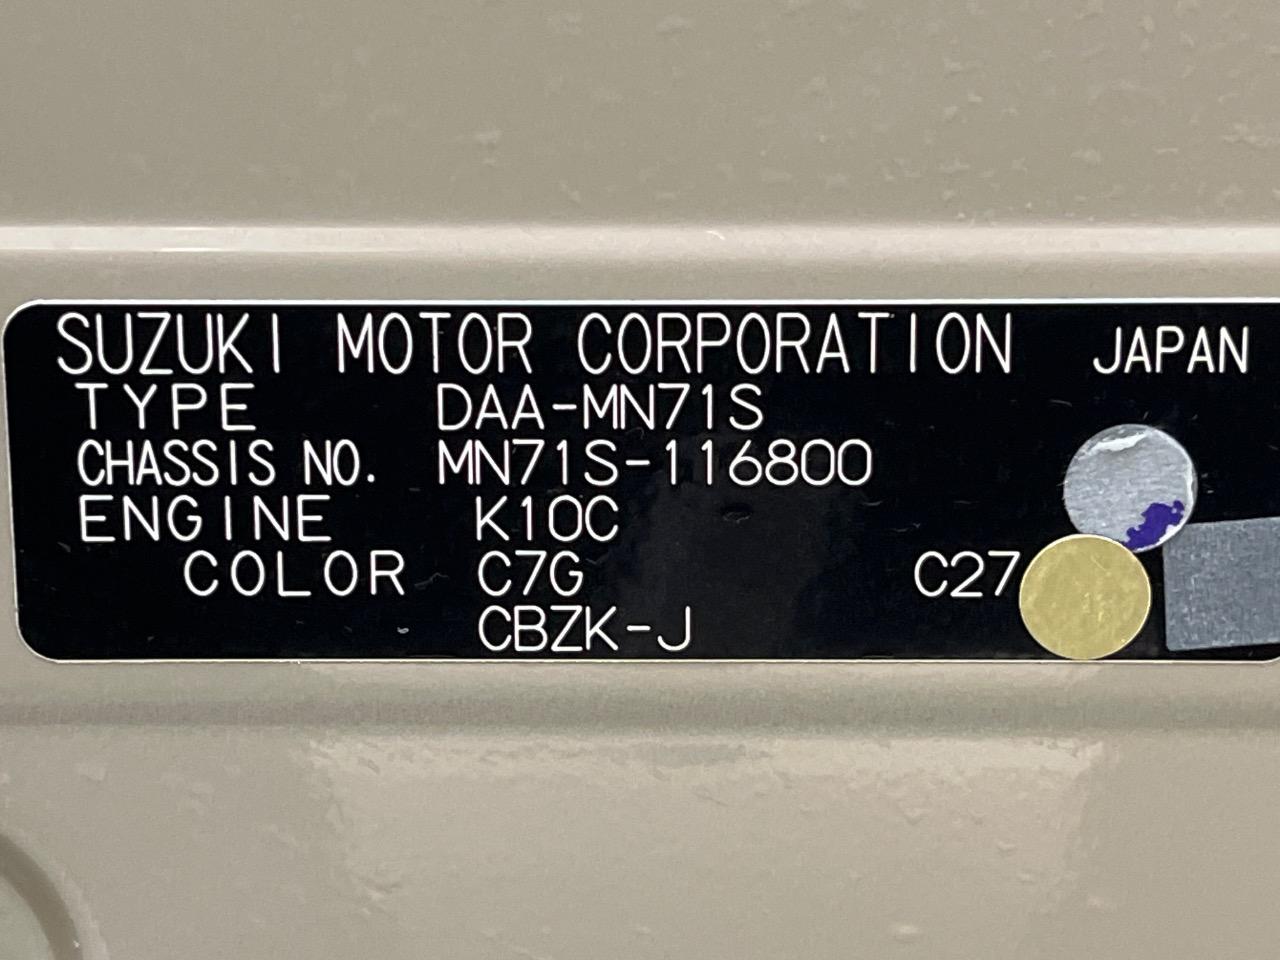 SUZUKI MOTOR CORPORATION JAPAN
TYPE DAA-MN71S
CHASSIS NO. MN71S-116800
ENGINE K10C
COLOR C7G C27
CBZK-J